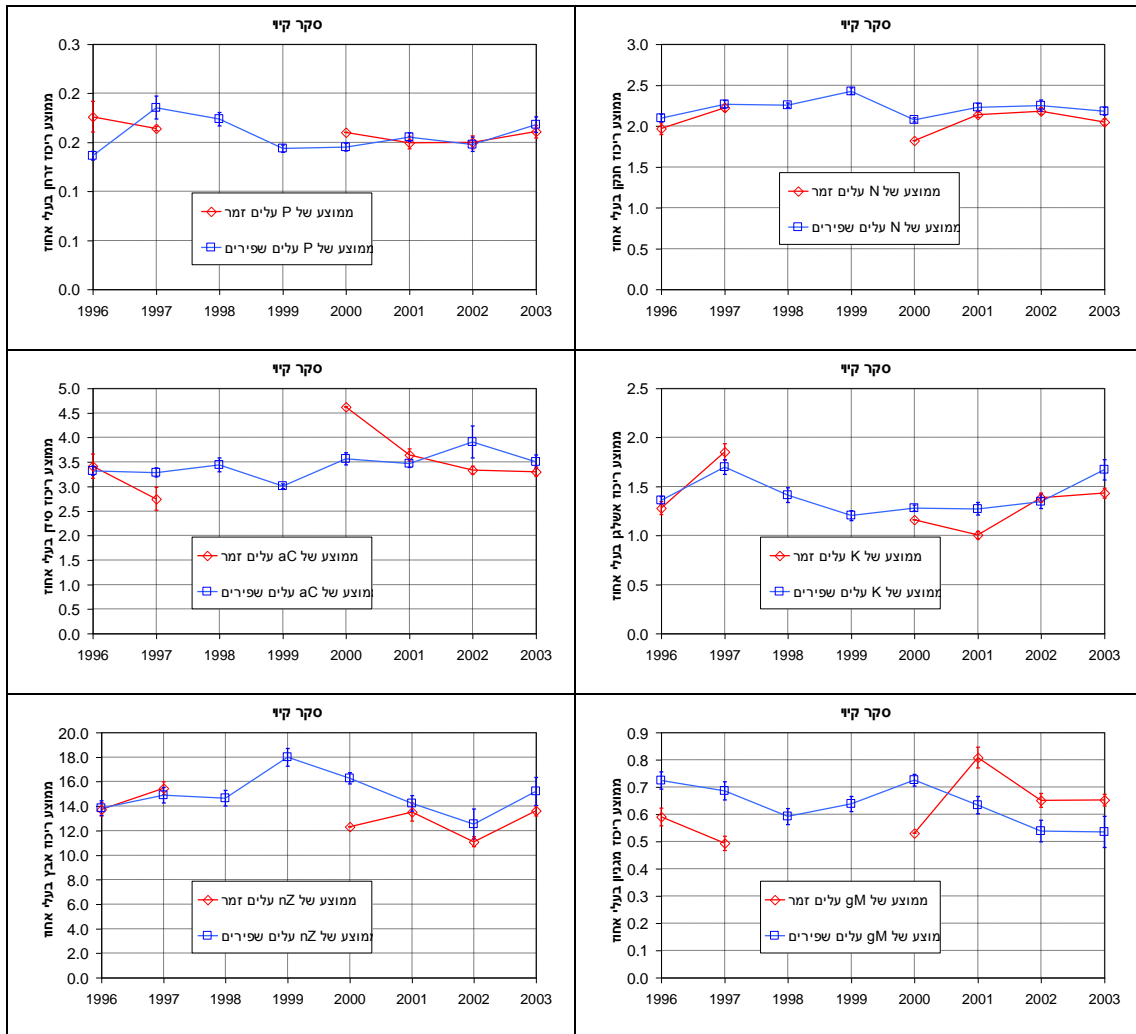 סקר קיווי
ממוצע ריכוז חנקן בעלי אחוז
3.0
2.5
2.0
1.5
1.0
0.5
0.0
ממוצע של N עלים זמר
ממוצע של N עלים שפירים
1996 1997 1998 1999 2000 2001 2002 2003
סקר קיווי
ממוצע ריכוז זרחן בעלי אחוז
0.3
0.2
0.2
0.1
0.1
0.0
ממוצע של P עלים זמר
ממוצע של P עלים שפירים
1996 1997 1998 1999 2000 2001 2002 2003
סקר קיווי
ממוצע ריכוז אשלגן בעלי אחוז
2.5
2.0
1.5
1.0
0.5
0.0
ממוצע של K עלים זמר
ממוצע של K עלים שפירים
1996 1997 1998 1999 2000 2001 2002 2003
סקר קיווי
ממוצע ריכוז סידן בעלי אחוז
5.0
4.5
4.0
3.5
3.0
2.5
2.0
1.5
1.0
0.5
0.0
ממוצע של aC עלים זמר
ממוצע של aC עלים שפירים
1996 1997 1998 1999 2000 2001 2002 2003
סקר קיווי
ממוצע ריכוז מגניון בעלי אחוז
0.9
0.8
0.7
0.6
0.5
0.4
0.3
0.2
0.1
0.0
ממוצע של gM עלים זמר
מוצע של gM עלים שפירים
1996 1997 1998 1999 2000 2001 2002 2003
סקר קיווי
ממוצע ריכוז אבץ בעלי אחוז
20.0
18.0
16.0
14.0
12.0
10.0
8.0
6.0
4.0
2.0
0.0
ממוצע של nZ עלים זמר
ממוצע של nZ עלים שפירים
1996 1997 1998 1999 2000 2001 2002 2003